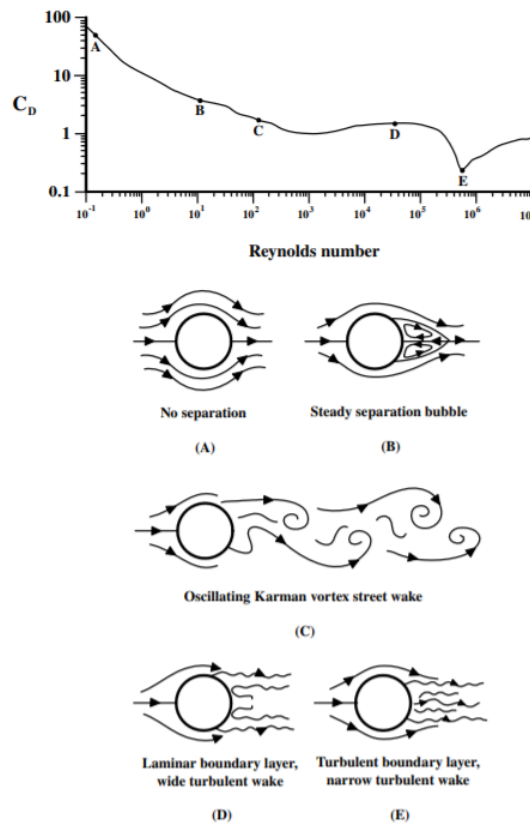 100
A
10
C_D
B
C
1
D
E
0.1
10^-1 10^0 10^1 10^2 10^3 10^4 10^5 10^6 10
Reynolds number
No separation
Steady separation bubble
(A)
(B)
Oscillating Karman vortex street wake
(C)
Laminar boundary layer,
wide turbulent wake
Turbulent boundary layer,
narrow turbulent wake
(D)
(E)